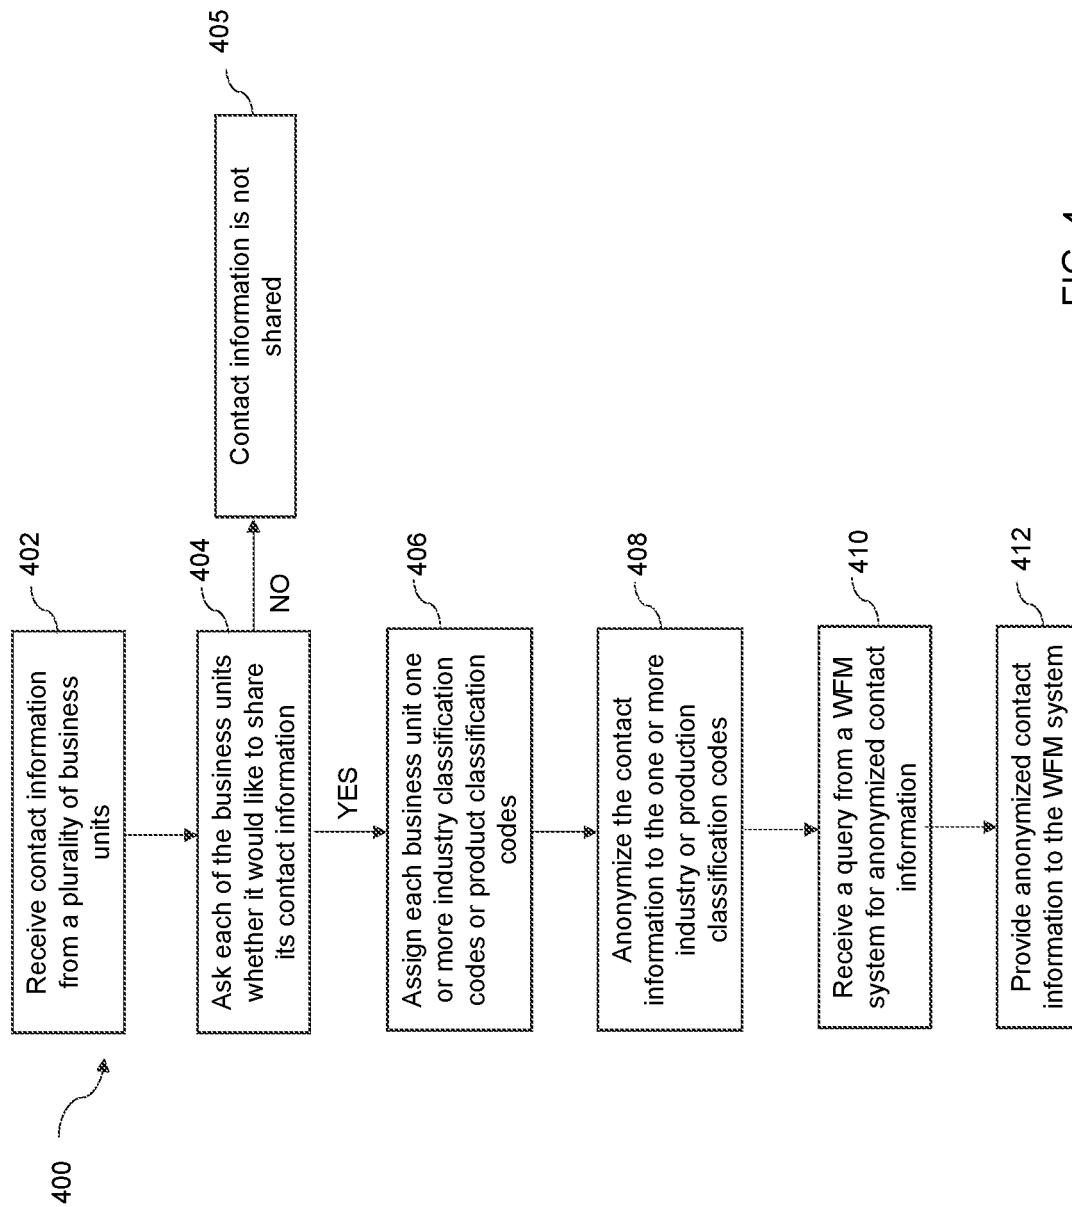 400
Receive contact information
from a plurality of business
units
402
Ask each of the business units
whether it would like to share
its contact information
404
NO
Contact information is not
shared
405
YES
Assign each business unit one
or more industry classification
codes or product classification
codes
406
Anonymize the contact
information to the one or more
industry or production
classification codes
408
Receive a query from a WFM
system for anonymized contact
information
410
Provide anonymized contact
information to the WFM system
412
FIG. 4